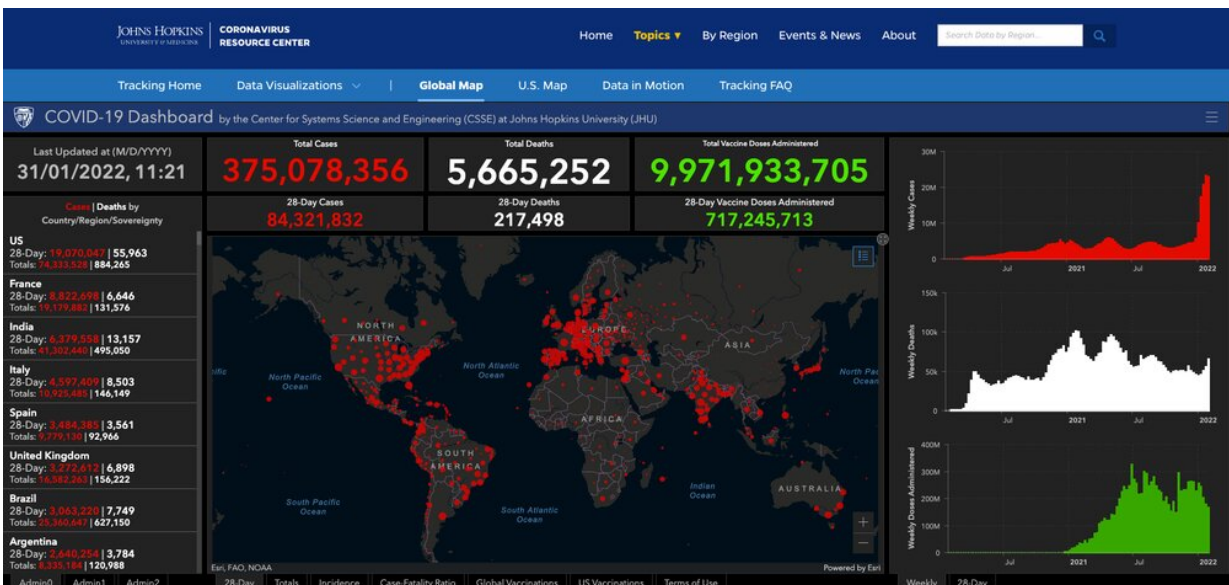 JOHNS HOPKINS
UNIVERSITY & MEDICINE
CORONAVIRUS
RESOURCE CENTER
Home Topics ▾ By Region Events & News About Search Data by Region...
Tracking Home Data Visualizations | Global Map U.S. Map Data in Motion Tracking FAQ
COVID-19 Dashboard by the Center for Systems Science and Engineering (CSSE) at Johns Hopkins University (JHU)
Last Updated at (M/D/YYYY)
31/01/2022, 11:21
Total Cases
375,078,356
Total Deaths
5,665,252
Total Vaccine Doses Administered
9,971,933,705
28-Day Cases
84,321,832
28-Day Deaths
217,498
28-Day Vaccine Doses Administered
717,245,713
Cases | Deaths by
Country/Region/Sovereignty
US
28-Day: 19,070,047 | 55,963
Totals: 74,333,528 | 884,265
France
28-Day: 8,822,698 | 6,646
Totals: 19,179,882 | 131,576
India
28-Day: 6,379,558 | 13,157
Totals: 41,302,440 | 495,050
Italy
28-Day: 4,597,409 | 8,503
Totals: 10,925,485 | 146,149
Spain
28-Day: 3,484,385 | 3,561
Totals: 9,779,130 | 92,966
United Kingdom
28-Day: 3,272,612 | 6,898
Totals: 16,582,263 | 156,222
Brazil
28-Day: 3,063,220 | 7,749
Totals: 25,360,647 | 627,150
Argentina
28-Day: 2,640,254 | 3,784
Totals: 8,335,184 | 120,988
Admin0 Admin1 Admin2
NORTH
AMERICA
EUROPE
ASIA
North Pacific
Ocean
North Atlantic
Ocean
North Pac
Ocean
AFRICA
SOUTH
AMERICA
Indian
Ocean
AUSTRALIA
South Pacific
Ocean
South Atlantic
Ocean
+
−
Esri, FAO, NOAA
Powered by Esri
28-Day Totals Incidence Case-Fatality Ratio Global Vaccinations US Vaccinations Terms of Use
Weekly Cases
30M
20M
10M
0
Jul 2021 Jul 2022
Weekly Deaths
150k
100k
50k
0
Jul 2021 Jul 2022
Weekly Doses Administered
400M
300M
200M
100M
0
Jul 2021 Jul 2022
Weekly 28-Day